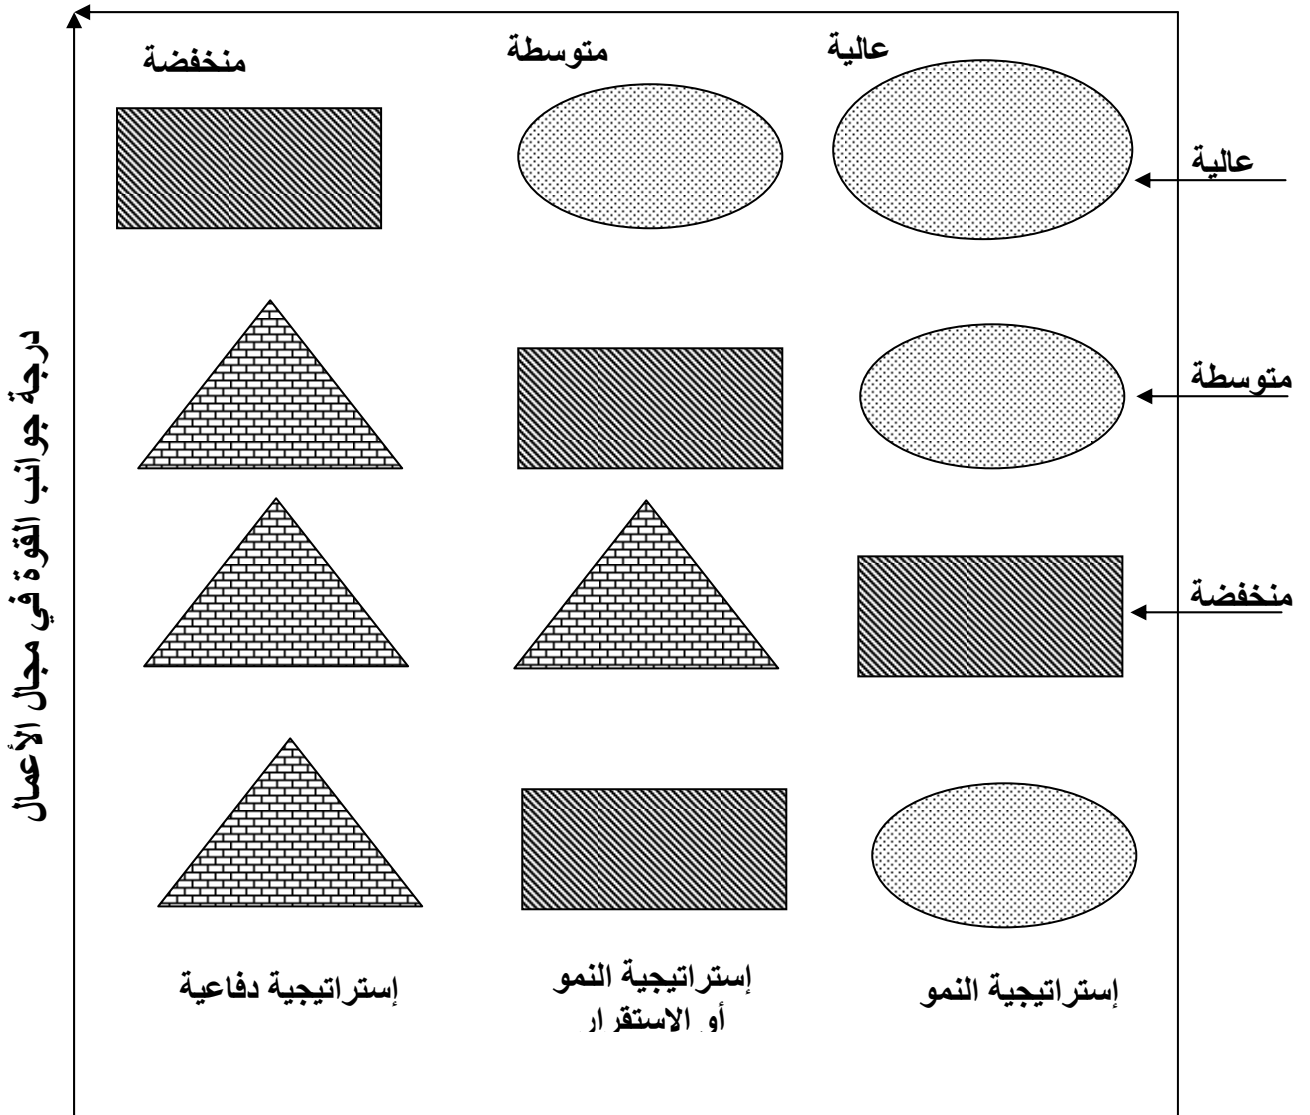 عالية
متوسطة
منخفضة
عالية
متوسطة
منخفضة
درجة جوانب القوة في مجال الأعمال
إستراتيجية النمو
إستراتيجية النمو
أو الاستقرار
إستراتيجية دفاعية